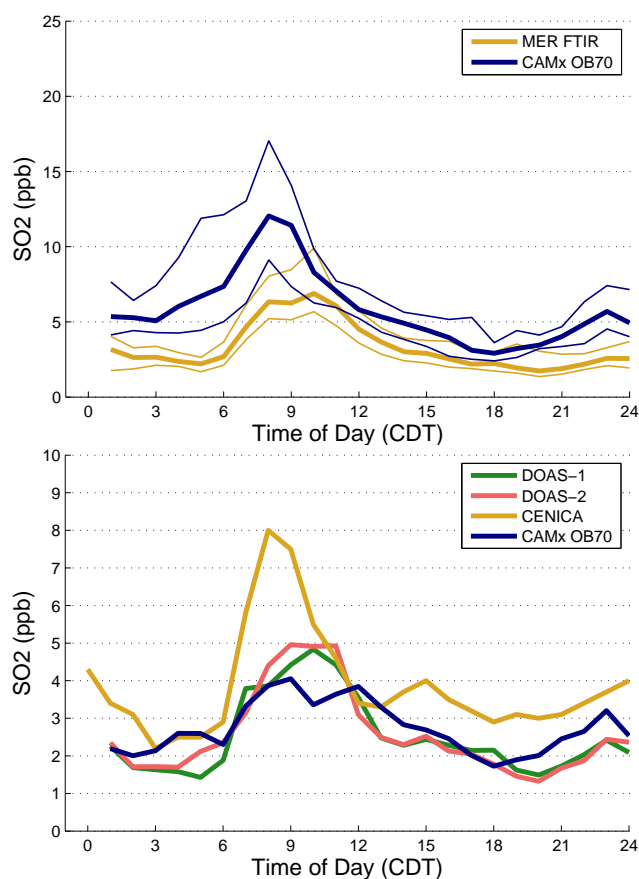 25
20
15
10
5
0
SO2 (ppb)
MER FTIR
CAMx OB70
0 3 6 9 12 15 18 21 24
Time of Day (CDT)
10
9
8
7
6
5
4
3
2
1
0
SO2 (ppb)
DOAS−1
DOAS−2
CENICA
CAMx OB70
0 3 6 9 12 15 18 21 24
Time of Day (CDT)